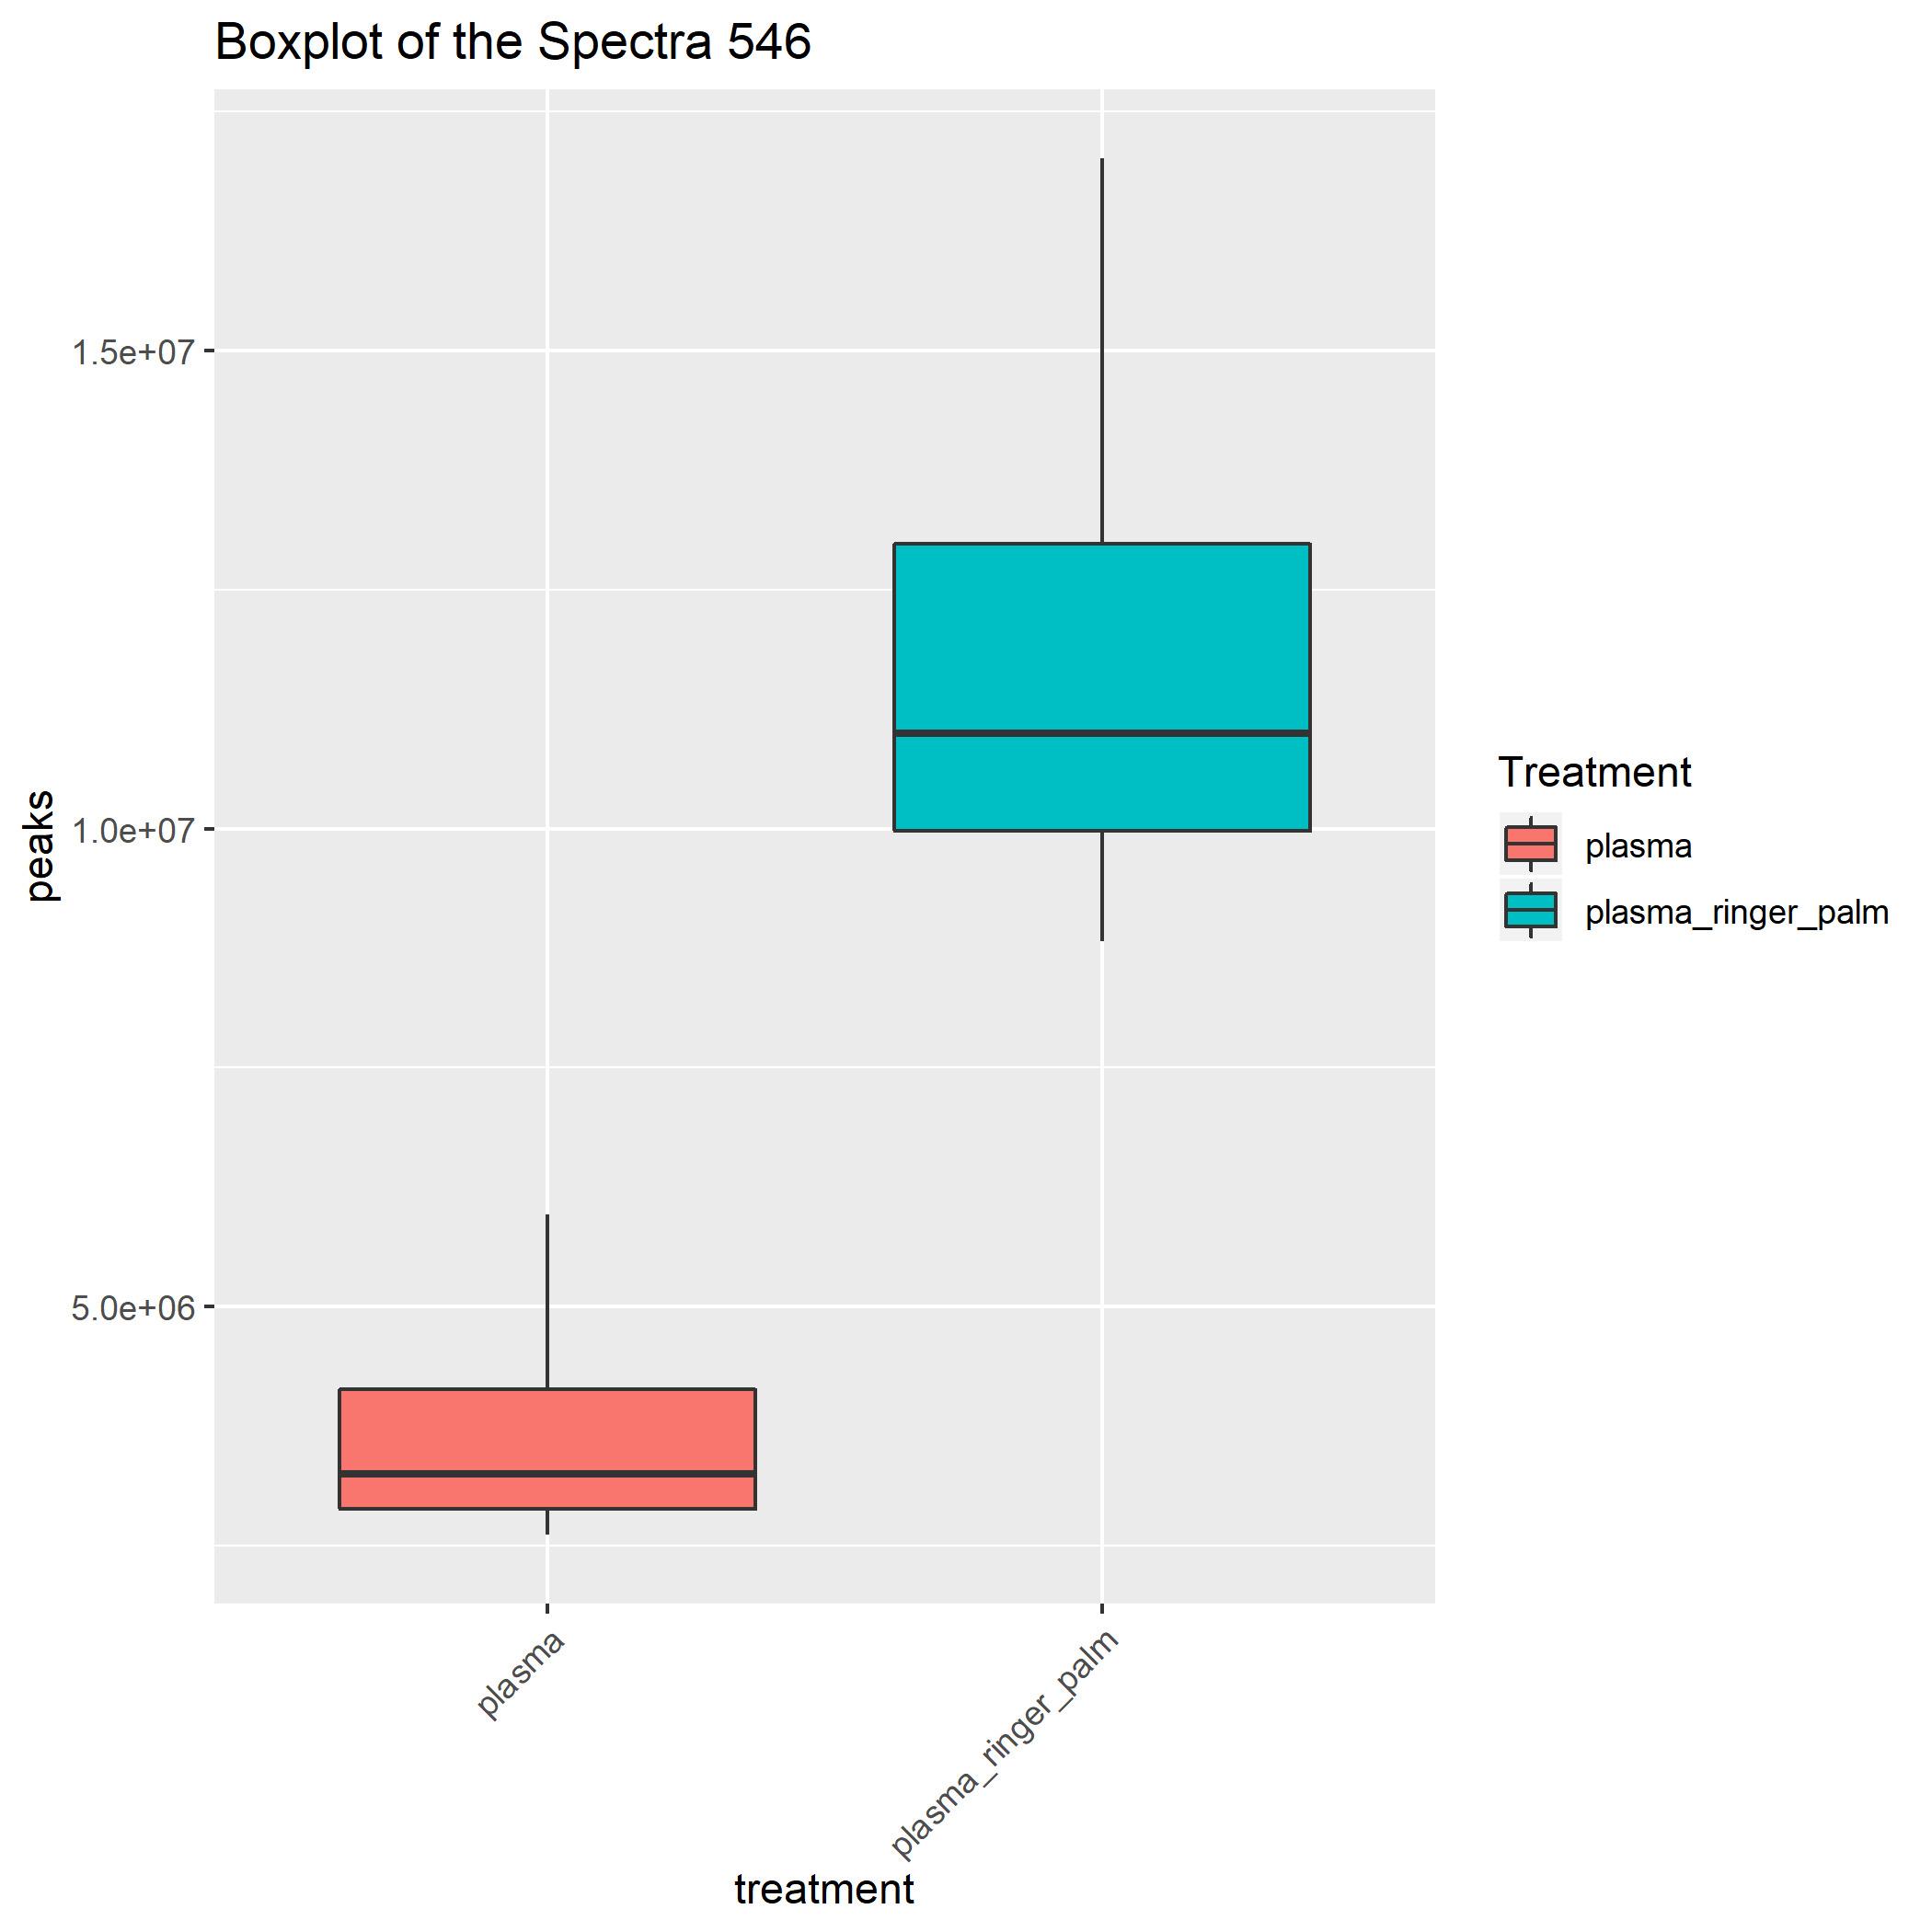 Boxplot of the Spectra 546
peaks
1.5e+07
1.0e+07
5.0e+06
plasma
plasma_ringer_palm
treatment
Treatment
plasma
plasma_ringer_palm